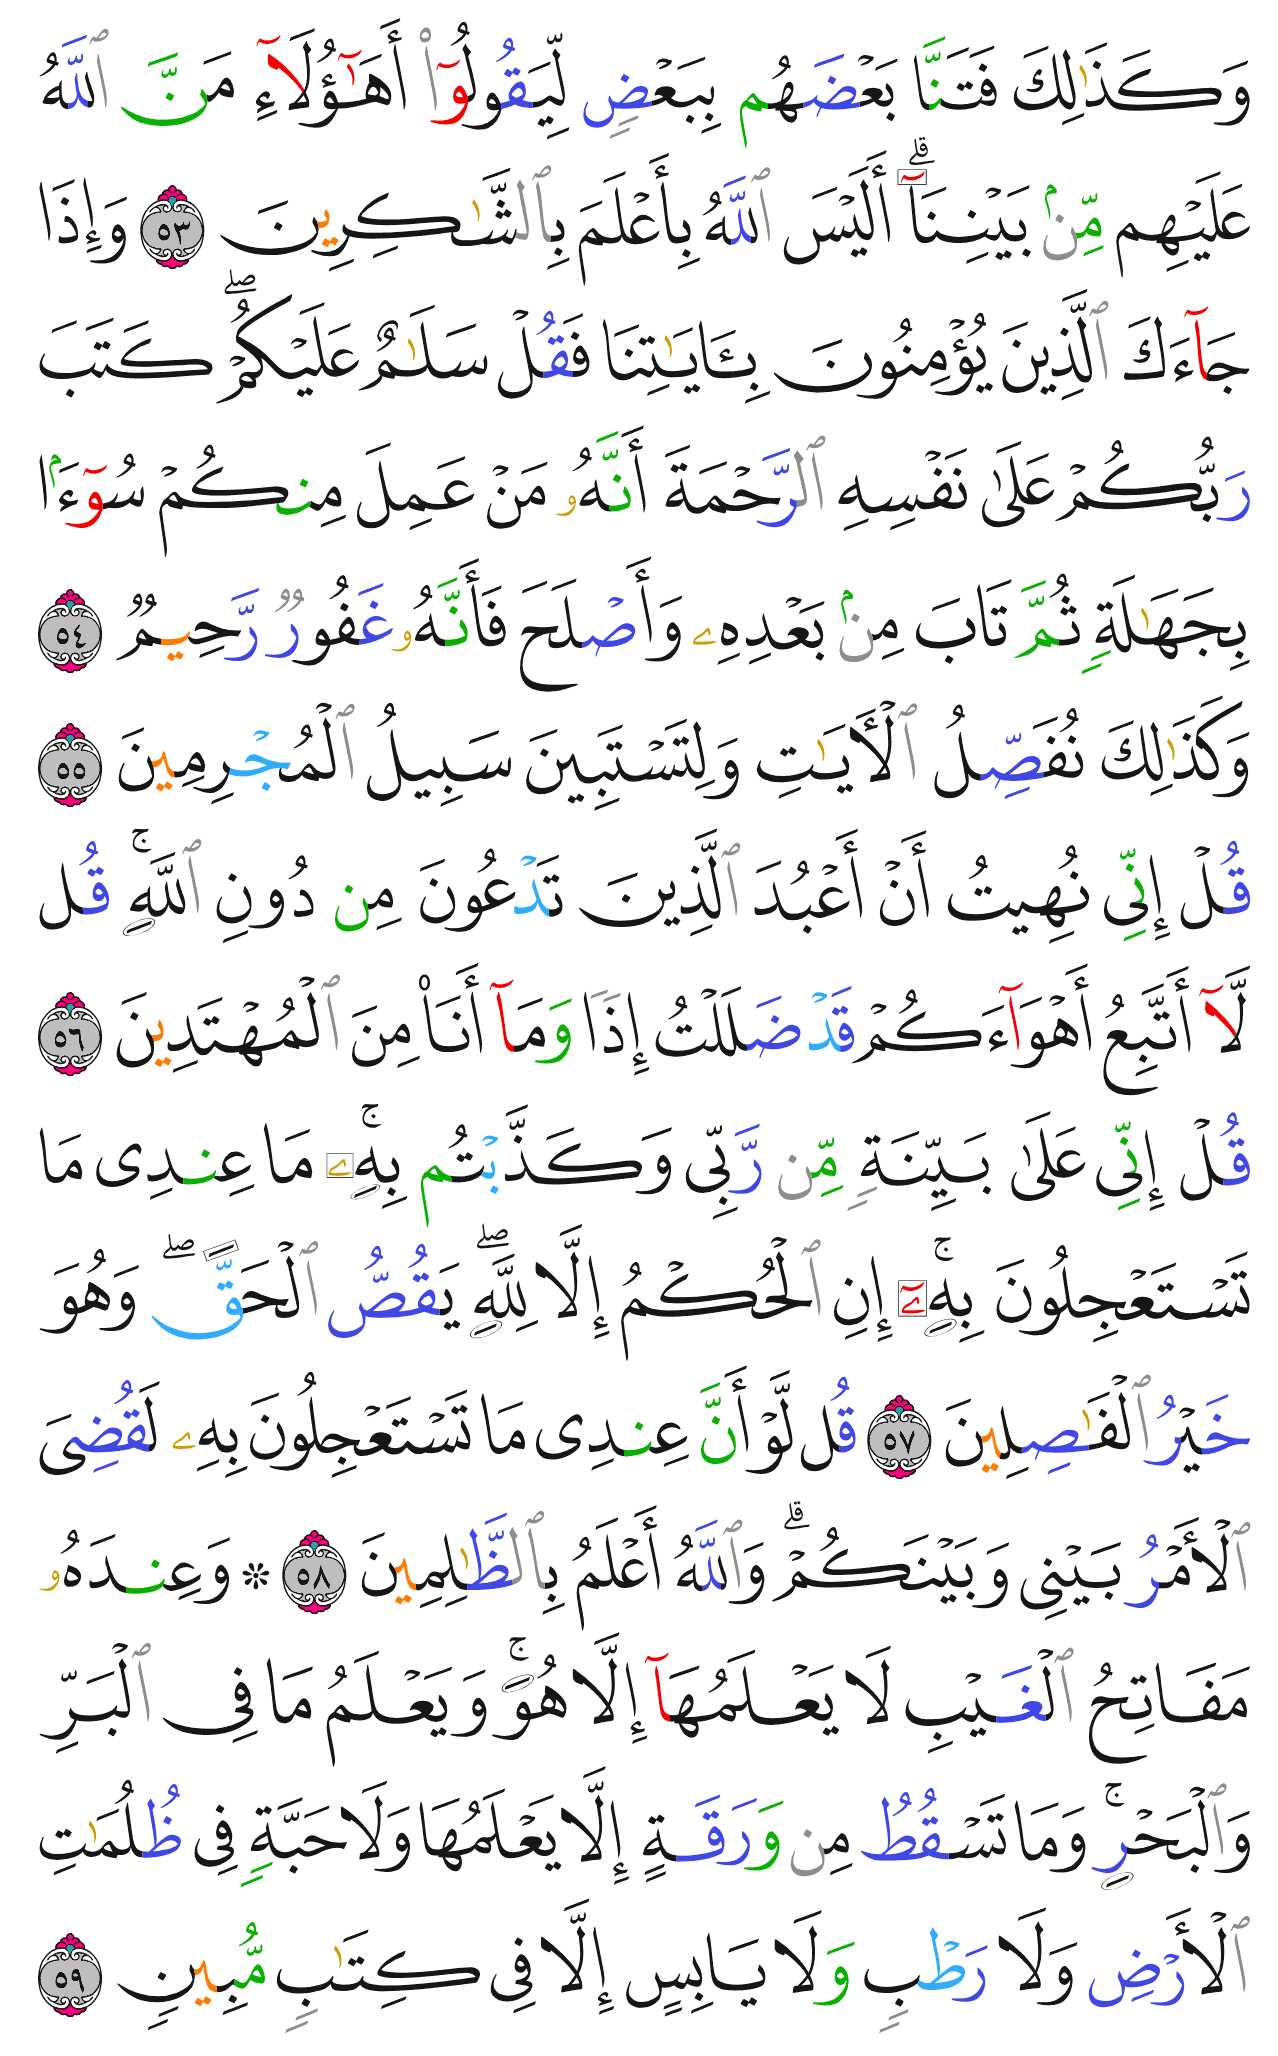 وَكَذَٰلِكَ فَتَنَّا بَعْضَهُم بِبَعْضٍ لِّيَقُولُوٓا۟ أَهَـٰٓؤُلَآءِ مَنَّ ٱللَّهُ
عَلَيْهِم مِّنۢ بَيْنِنَآ ۗ أَلَيْسَ ٱللَّهُ بِأَعْلَمَ بِٱلشَّـٰكِرِينَ ٥٣ وَإِذَا
جَآءَكَ ٱلَّذِينَ يُؤْمِنُونَ بِـَٔايَـٰتِنَا فَقُلْ سَلَـٰمٌ عَلَيْكُمْ ۖ كَتَبَ
رَبُّكُمْ عَلَىٰ نَفْسِهِ ٱلرَّحْمَةَ أَنَّهُۥ مَنْ عَمِلَ مِنكُمْ سُوٓءًۢا
بِجَهَـٰلَةٍ ثُمَّ تَابَ مِنۢ بَعْدِهِۦ وَأَصْلَحَ فَأَنَّهُۥ غَفُورٌ رَّحِيمٌ ٥٤
وَكَذَٰلِكَ نُفَصِّلُ ٱلْأَيَـٰتِ وَلِتَسْتَبِينَ سَبِيلُ ٱلْمُجْرِمِينَ ٥٥
قُلْ إِنِّى نُهِيتُ أَنْ أَعْبُدَ ٱلَّذِينَ تَدْعُونَ مِن دُونِ ٱللَّهِ ۚ قُل
لَّآ أَتَّبِعُ أَهْوَآءَكُمْ قَدْ ضَلَلْتُ إِذًا وَمَآ أَنَا۠ مِنَ ٱلْمُهْتَدِينَ ٥٦
قُلْ إِنِّى عَلَىٰ بَيِّنَةٍ مِّن رَّبِّى وَكَذَّبْتُم بِهِۦ ۚ مَا عِندِى مَا
تَسْتَعْجِلُونَ بِهِۦٓ ۚ إِنِ ٱلْحُكْمُ إِلَّا لِلَّهِ ۖ يَقُصُّ ٱلْحَقَّ ۖ وَهُوَ
خَيْرُ ٱلْفَـٰصِلِينَ ٥٧ قُل لَّوْ أَنَّ عِندِى مَا تَسْتَعْجِلُونَ بِهِۦ لَقُضِىَ
ٱلْأَمْرُ بَيْنِى وَبَيْنَكُمْ ۗ وَٱللَّهُ أَعْلَمُ بِٱلظَّـٰلِمِينَ ٥٨ ۞ وَعِندَهُۥ
مَفَاتِحُ ٱلْغَيْبِ لَا يَعْلَمُهَآ إِلَّا هُوَ ۚ وَيَعْلَمُ مَا فِى ٱلْبَرِّ
وَٱلْبَحْرِ ۚ وَمَا تَسْقُطُ مِن وَرَقَةٍ إِلَّا يَعْلَمُهَا وَلَا حَبَّةٍ فِى ظُلُمَـٰتِ
ٱلْأَرْضِ وَلَا رَطْبٍ وَلَا يَابِسٍ إِلَّا فِى كِتَـٰبٍ مُّبِينٍ ٥٩